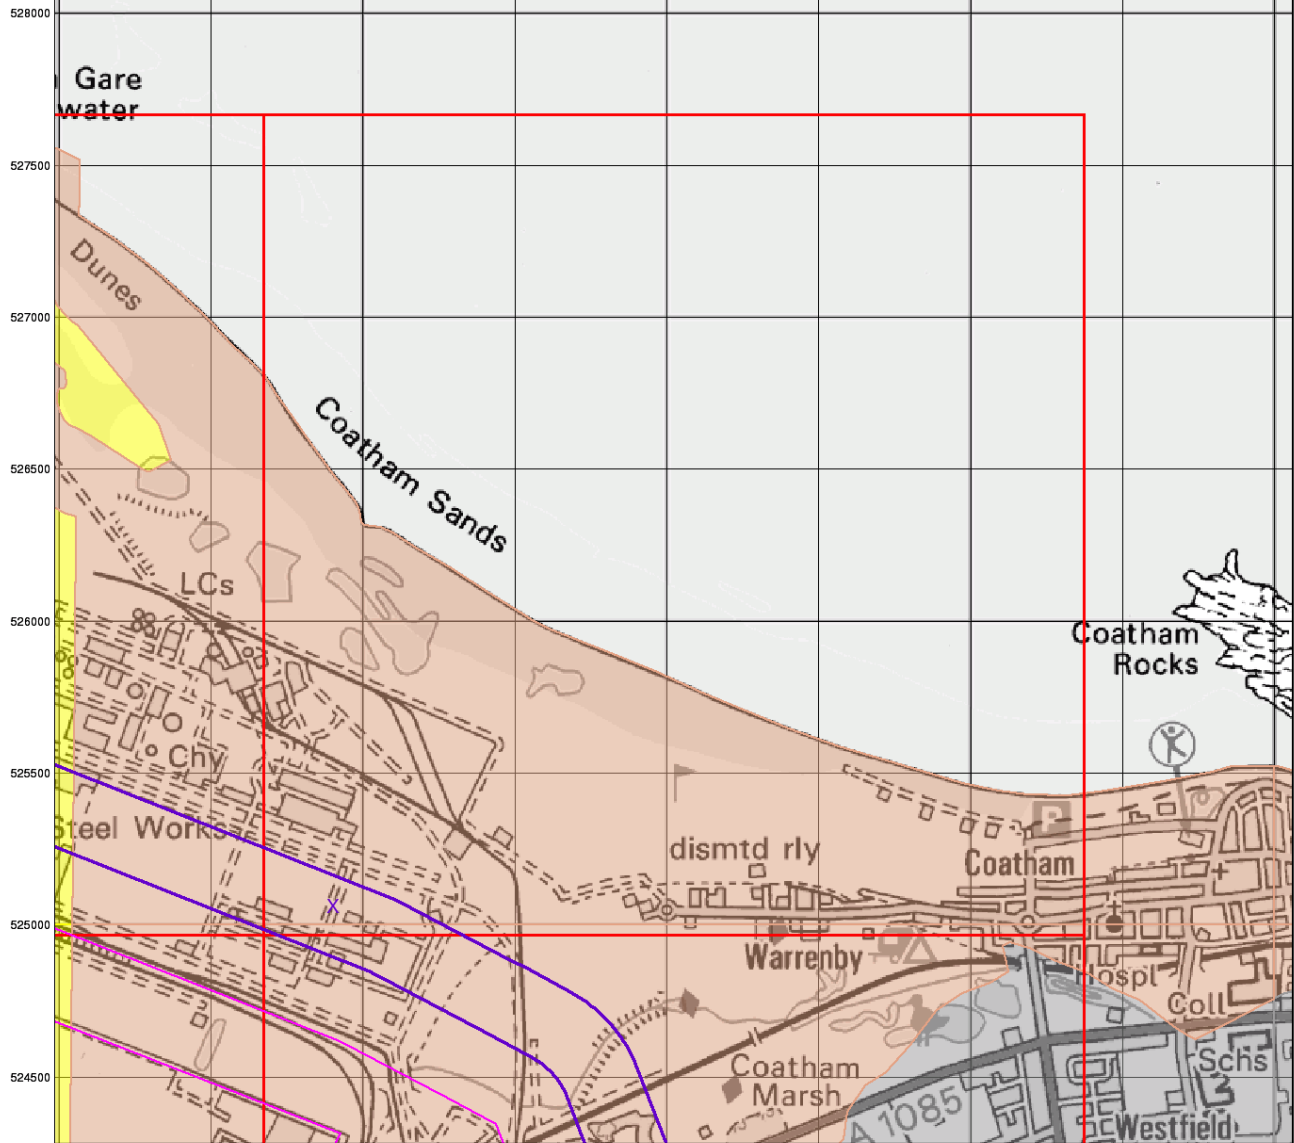 528000
Gare
water
527500
Dunes
527000
Coatham Sands
526500
LCs
526000
Coatham
Rocks
Chy
525500
Steel Works
P
dismtd rly
Coatham
X
525000
Warrenby
Hospl
Coll
Coatham
Marsh
Schs
524500
A 1085
Westfield